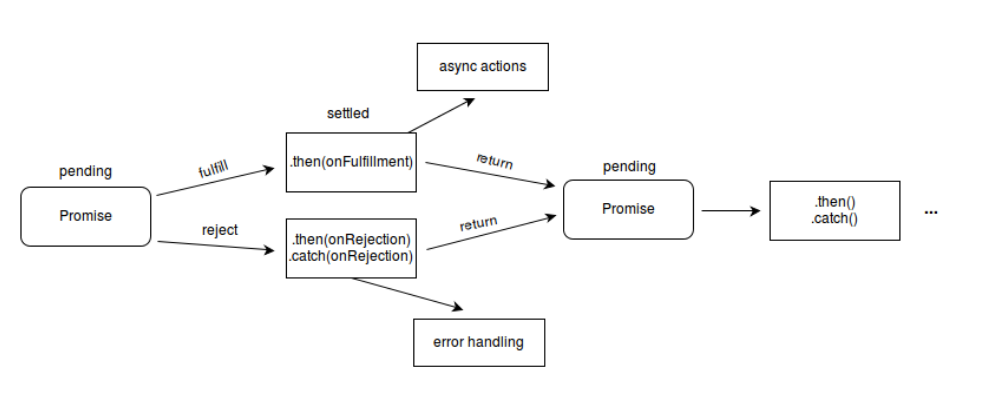 async actions
settled
pending
fulfill
.then(onFulfillment)
return
pending
Promise
reject
.then(onRejection)
.catch(onRejection)
return
Promise
.then()
.catch()
...
error handling